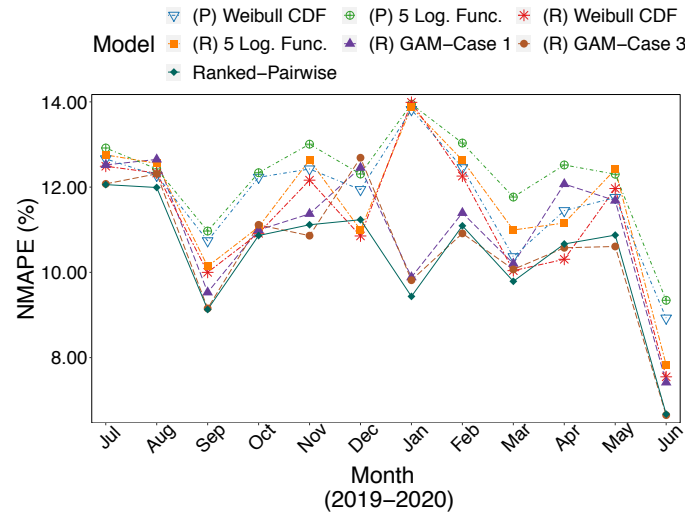 (P) Weibull CDF (P) 5 Log. Func. (R) Weibull CDF
Model (R) 5 Log. Func. (R) GAM−Case 1 (R) GAM−Case 3
Ranked−Pairwise
14.00
12.00
10.00
8.00
NMAPE (%)
Jul Aug Sep Oct Nov Dec Jan Feb Mar Apr May Jun
Month
(2019−2020)